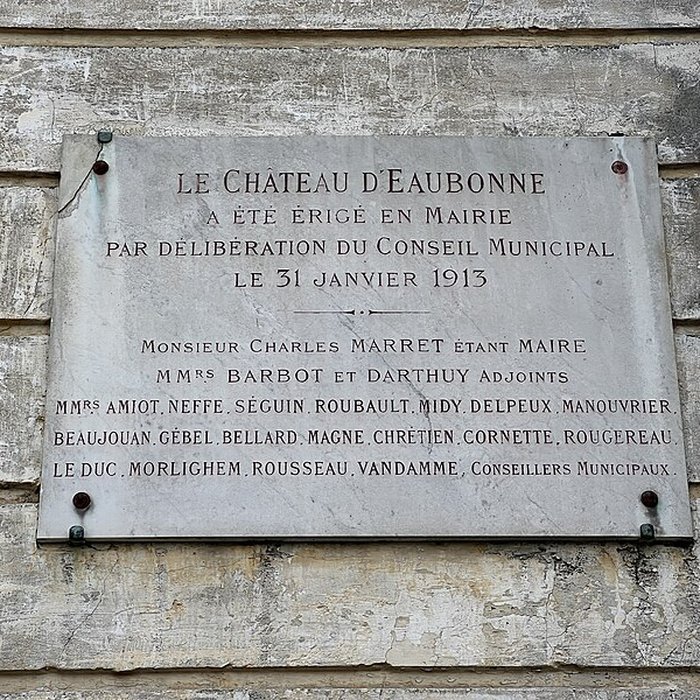 LE CHÂTEAU D'EAUBONNE
A ÉTÉ ÉRIGÉ EN MAIRIE
PAR DÉLIBÉRATION DU CONSEIL MUNICIPAL
LE 31 JANVIER 1913
MONSIEUR CHARLES MARRET ÉTANT MAIRE
MMRS BARBOT ET DARTHUY ADJOINTS
MMRS AMIOT. NEFFE. SÉGUIN. ROUBAULT. MIDY. DELPEUX. MANOUVRIER.
BEAUJOUAN. GÉBEL. BELLARD. MAGNE. CHRÉTIEN. CORNETTE. ROUGEREAU.
LE DUC. MORLIGHEM. ROUSSEAU. VANDAMME, CONSEILLERS MUNICIPAUX.